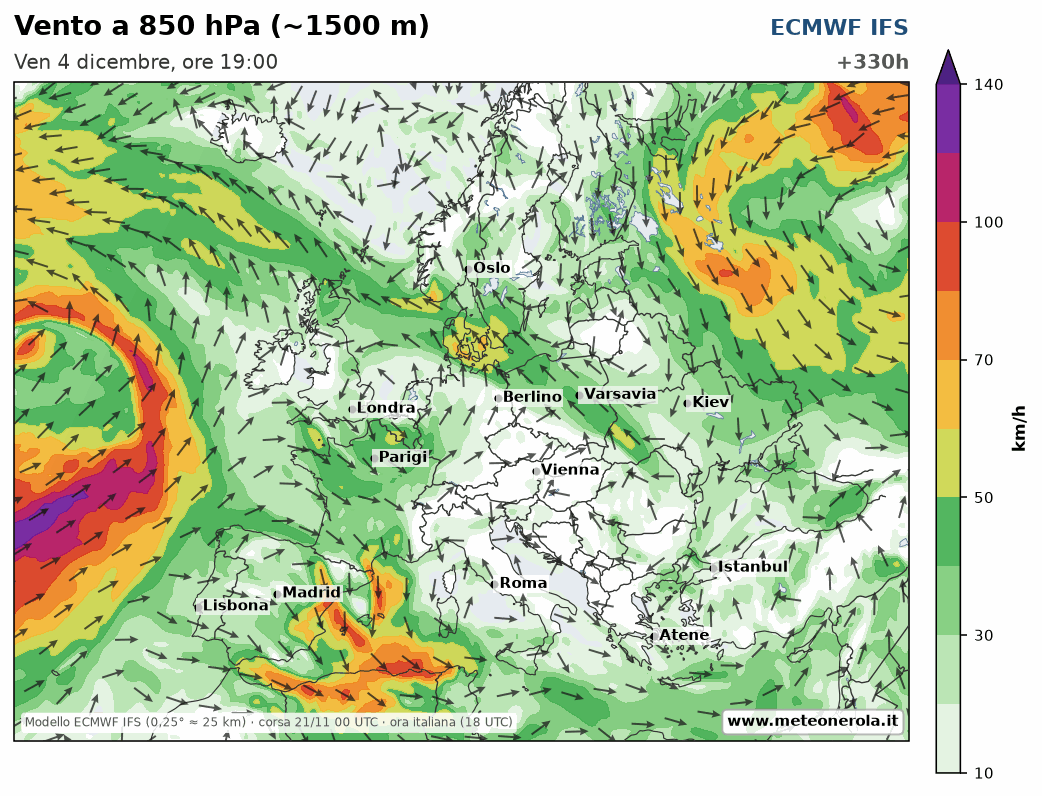 Vento a 850 hPa (~1500 m)
ECMWF IFS
Ven 4 dicembre, ore 19:00
+330h
140
100
70
50
30
10
km/h
Oslo
Berlino
Varsavia
Kiev
Londra
Parigi
Vienna
Istanbul
Roma
Madrid
Lisbona
Atene
Modello ECMWF IFS (0,25° ≈ 25 km) · corsa 21/11 00 UTC · ora italiana (18 UTC)
www.meteonerola.it